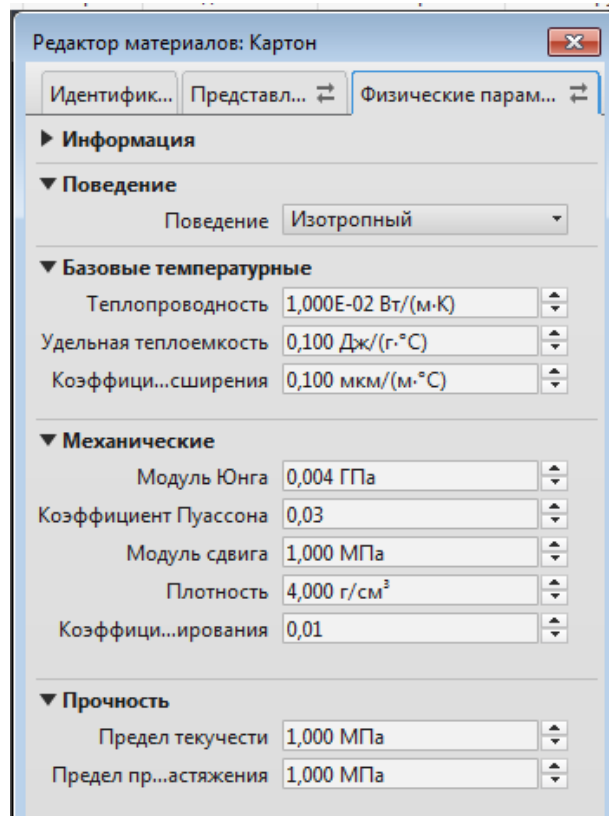 Редактор материалов: Картон
Идентифик... Представл... Физические парам...
Информация
Поведение
Поведение Изотропный
Базовые температурные
Теплопроводность 1,000E-02 Вт/(м·К)
Удельная теплоемкость 0,100 Дж/(г·°C)
Коэффици...сширения 0,100 мкм/(м·°C)
Механические
Модуль Юнга 0,004 ГПа
Коэффициент Пуассона 0,03
Модуль сдвига 1,000 МПа
Плотность 4,000 г/см³
Коэффици...ирования 0,01
Прочность
Предел текучести 1,000 МПа
Предел пр...астяжения 1,000 МПа